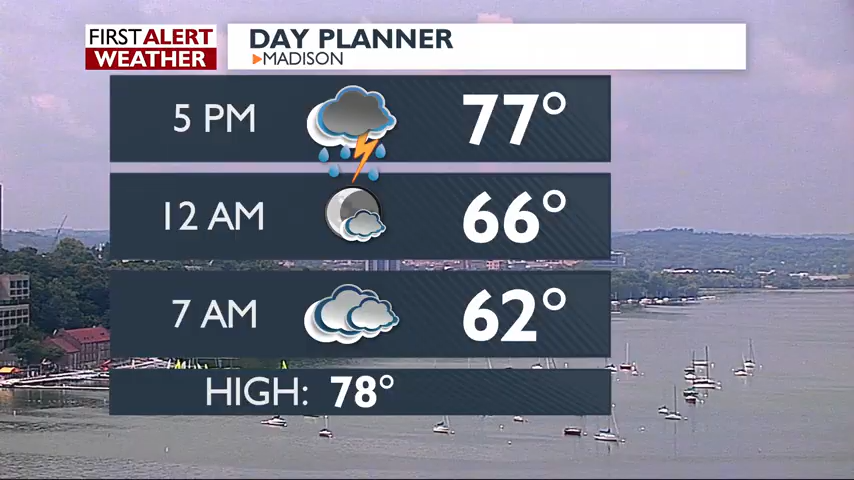 FIRST ALERT
WEATHER
DAY PLANNER
MADISON
5 PM 77°
12 AM 66°
7 AM 62°
HIGH: 78°